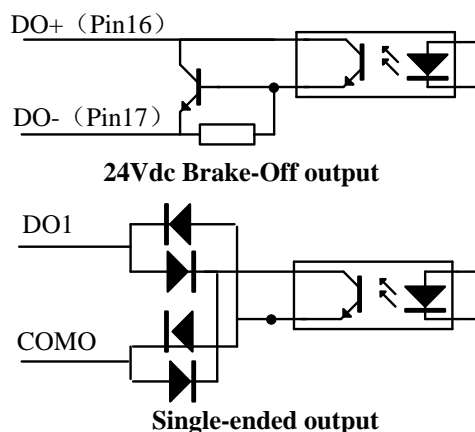 DO+（Pin16）
DO-（Pin17）
24Vdc Brake-Off output
DO1
COMO
Single-ended output